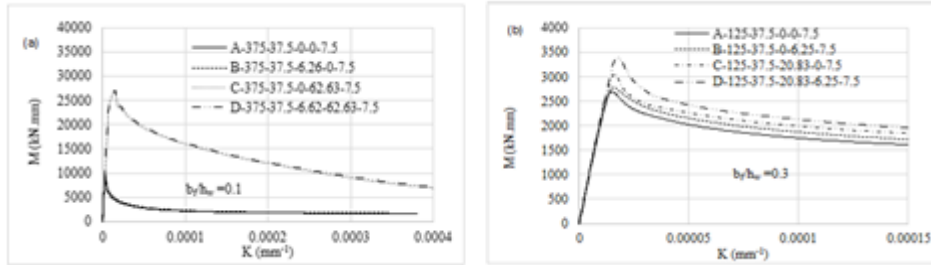 (a)
M (kN.mm)
40000
35000
30000
25000
20000
15000
10000
5000
0
A-375-37.5-0-0-7.5
B-375-37.5-6.26-0-7.5
C-375-37.5-0-62.63-7.5
D-375-37.5-6.62-62.63-7.5
bf/hw =0.1
0 0.0001 0.0002 0.0003 0.0004
K (mm-1)
(b)
M (kN.mm)
4000
3500
3000
2500
2000
1500
1000
500
0
A-125-37.5-0-0-7.5
B-125-37.5-0-6.25-7.5
C-125-37.5-20.83-0-7.5
D-125-37.5-20.83-6.25-7.5
bf/hw =0.3
0 0.00005 0.0001 0.00015
K (mm-1)